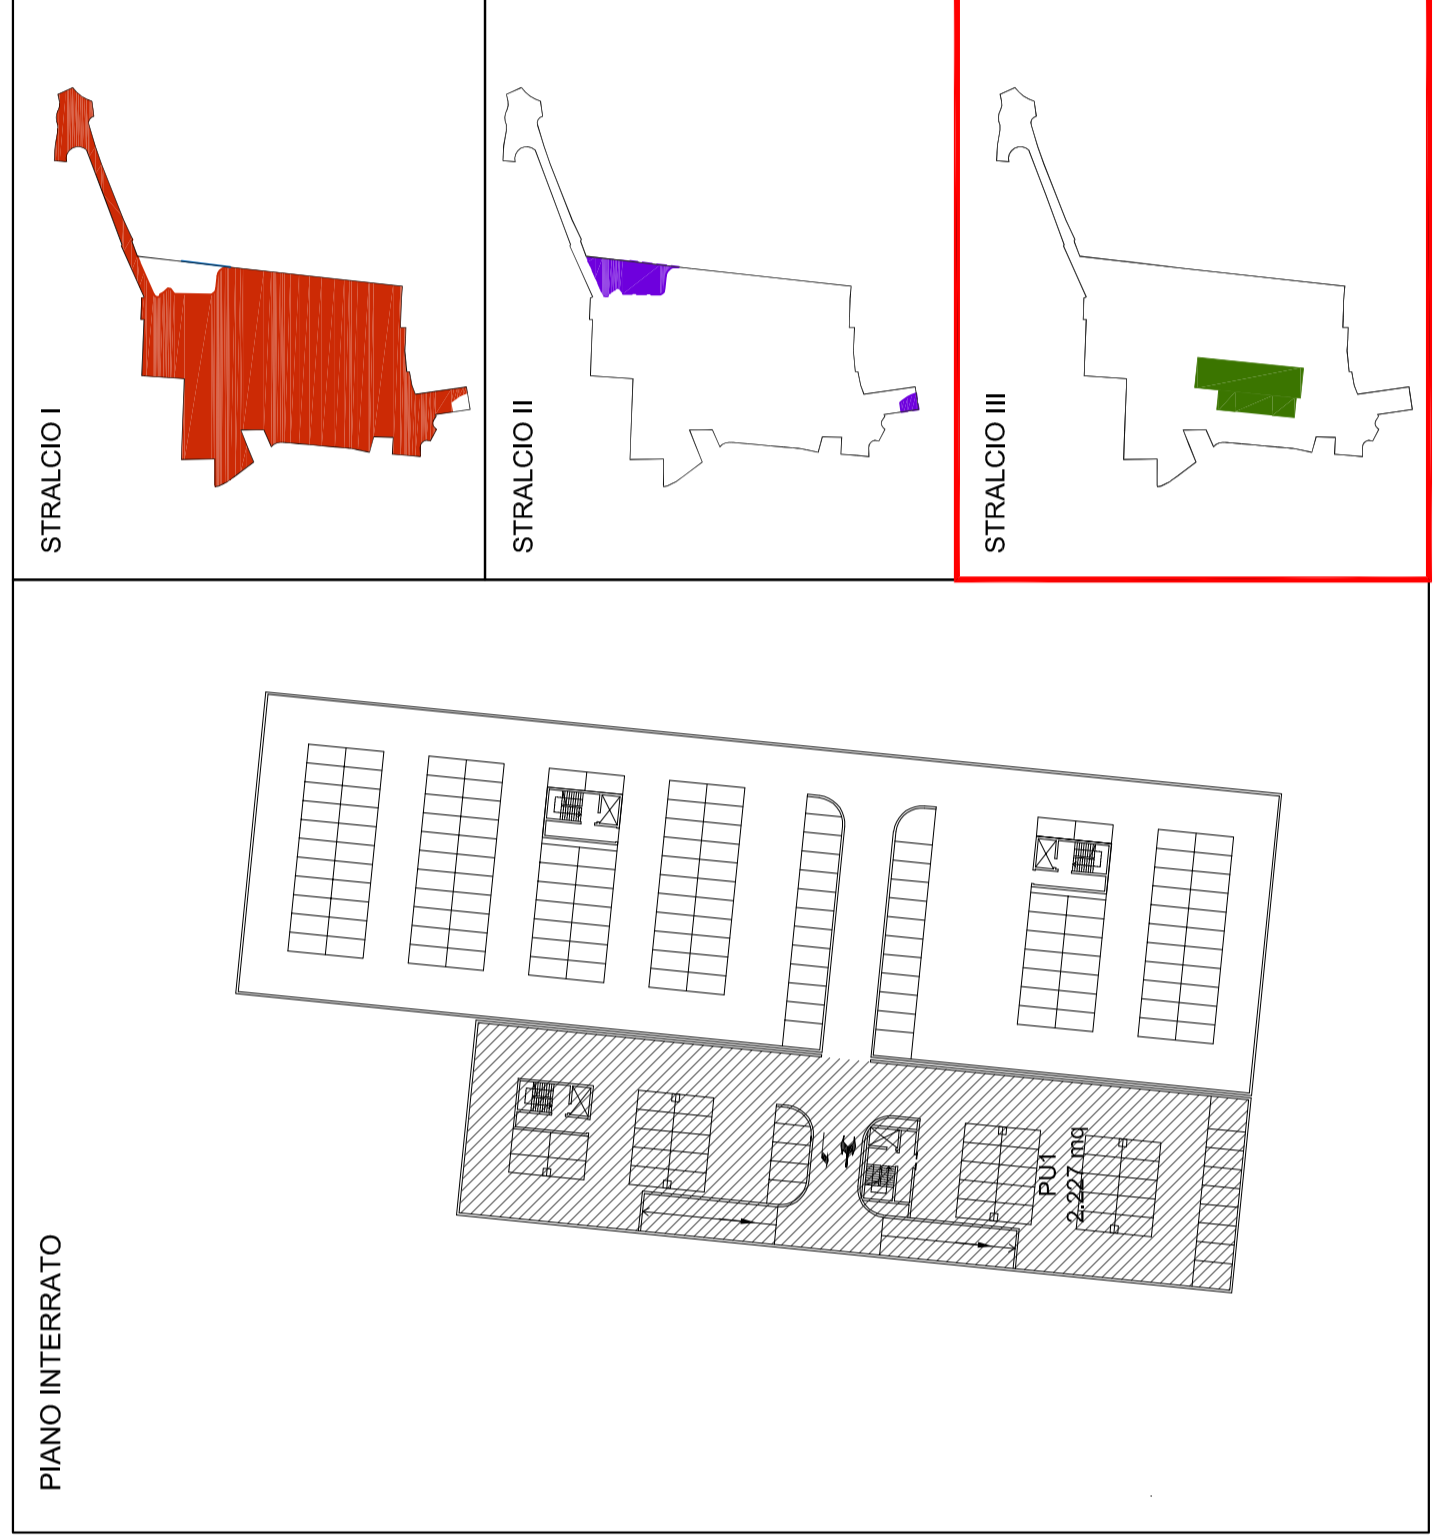 STRALCIO I
STRALCIO II
STRALCIO III
PIANO INTERRATO
PU1
2.227 mq